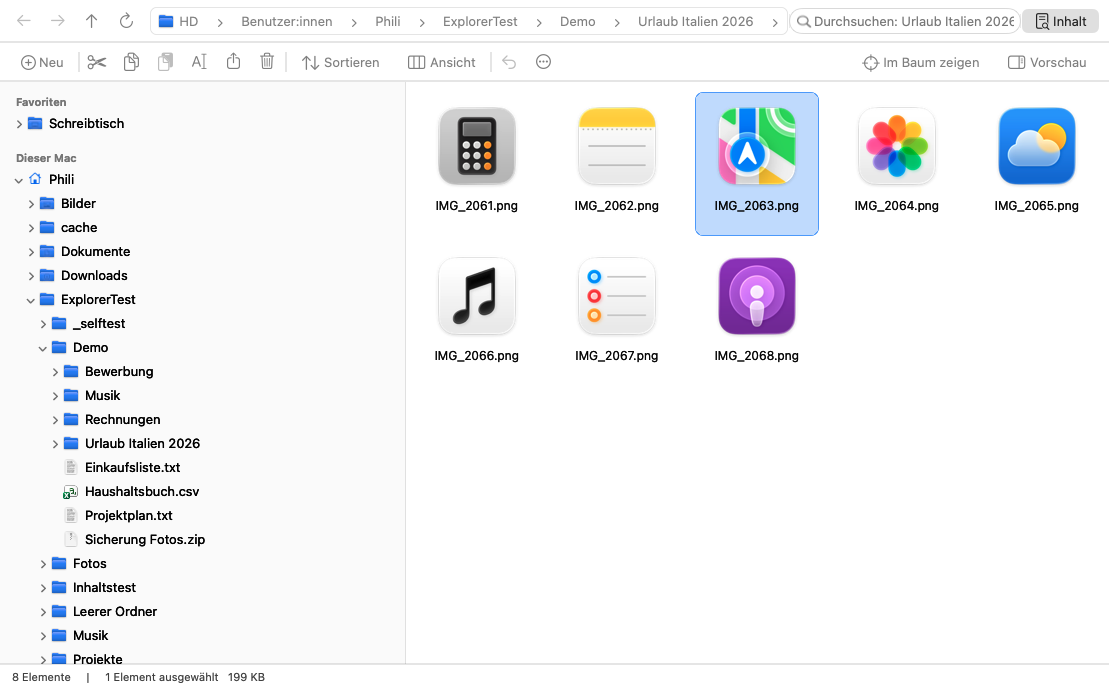 HD
Benutzer:innen
Phili
ExplorerTest
Demo
Urlaub Italien 2026
Durchsuchen: Urlaub Italien 2026
Inhalt
Neu
Sortieren
Ansicht
Im Baum zeigen
Vorschau
Favoriten
Schreibtisch
Dieser Mac
Phili
Bilder
cache
Dokumente
Downloads
ExplorerTest
_selftest
Demo
Bewerbung
Musik
Rechnungen
Urlaub Italien 2026
Einkaufsliste.txt
Haushaltsbuch.csv
Projektplan.txt
Sicherung Fotos.zip
Fotos
Inhaltstest
Leerer Ordner
Musik
Projekte
IMG_2061.png
IMG_2062.png
IMG_2063.png
IMG_2064.png
IMG_2065.png
IMG_2066.png
IMG_2067.png
IMG_2068.png
8 Elemente | 1 Element ausgewählt 199 KB